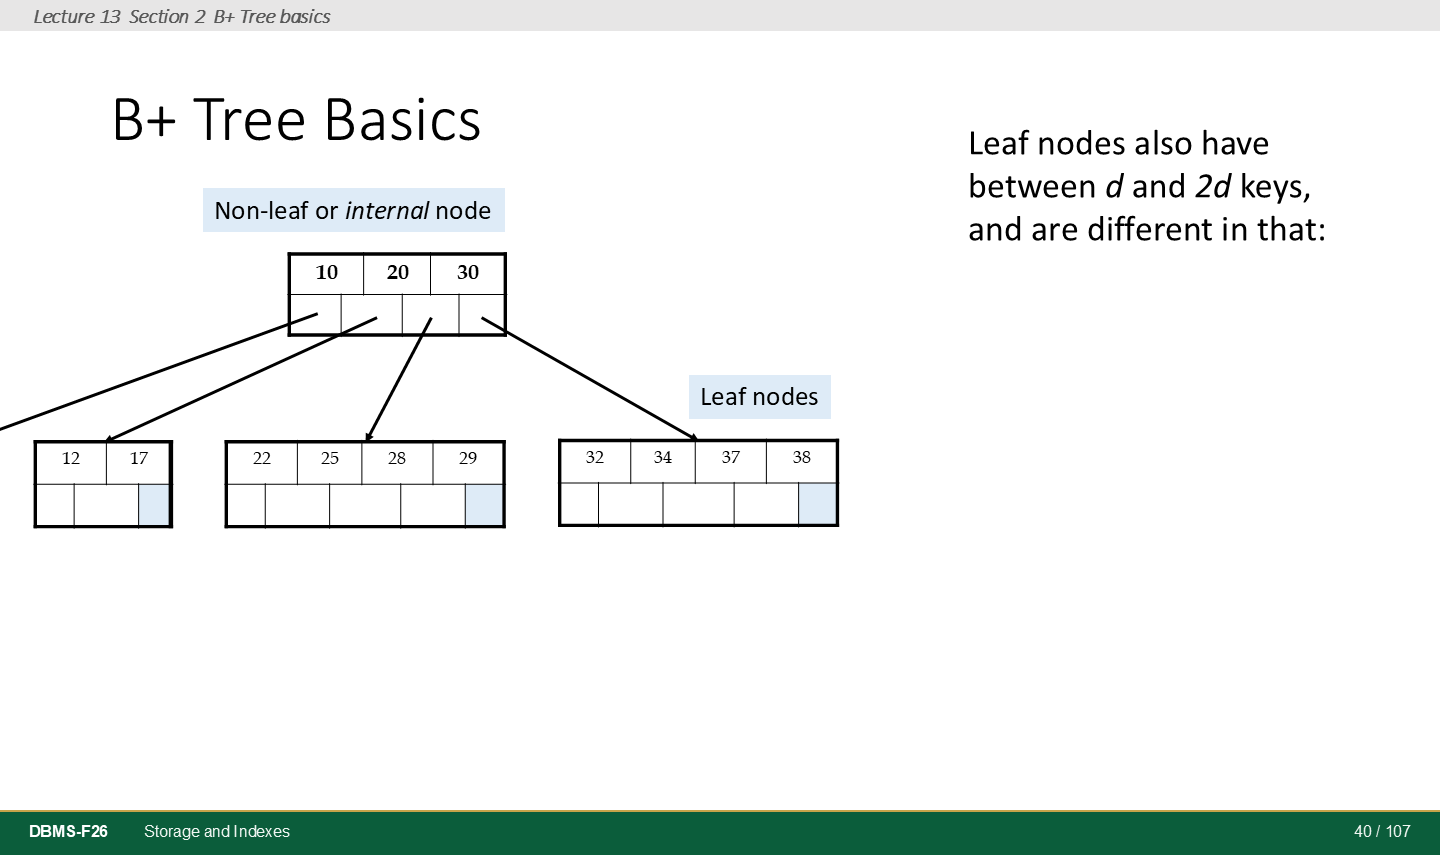 Lecture 13 Section 2 B+ Tree basics
B+ Tree Basics
Leaf nodes also have
between d and 2d keys,
and are different in that:
Non-leaf or internal node
10 20 30
Leaf nodes
12 17
22 25 28 29
32 34 37 38
DBMS-F26 Storage and Indexes 40 / 107